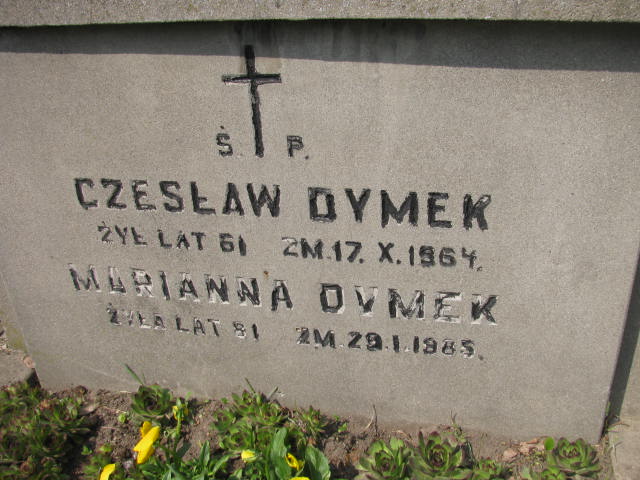 Ś. P.
CZESŁAW DYMEK
ŻYŁ LAT 61 ZM.17.X.1964.
MARIANNA DYMEK
ŻYŁA LAT 81 ZM.29.I.1985.